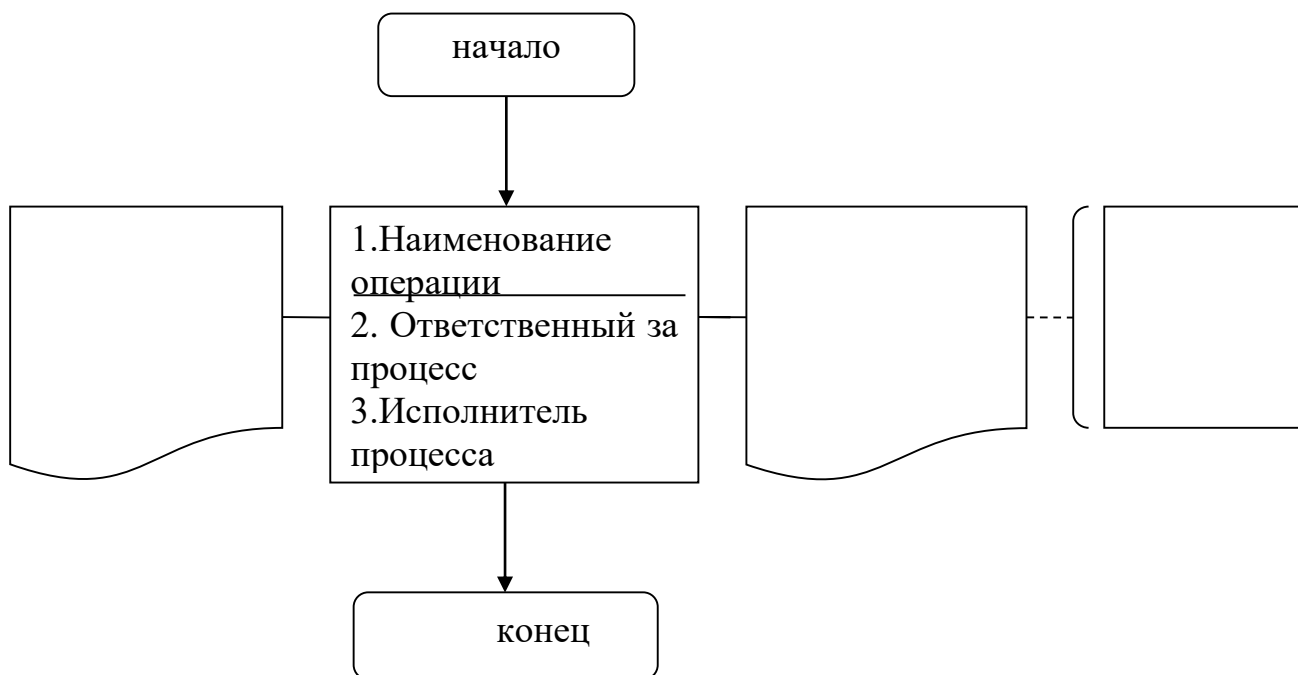 начало
1.Наименование
операции
2. Ответственный за
процесс
3.Исполнитель
процесса
конец